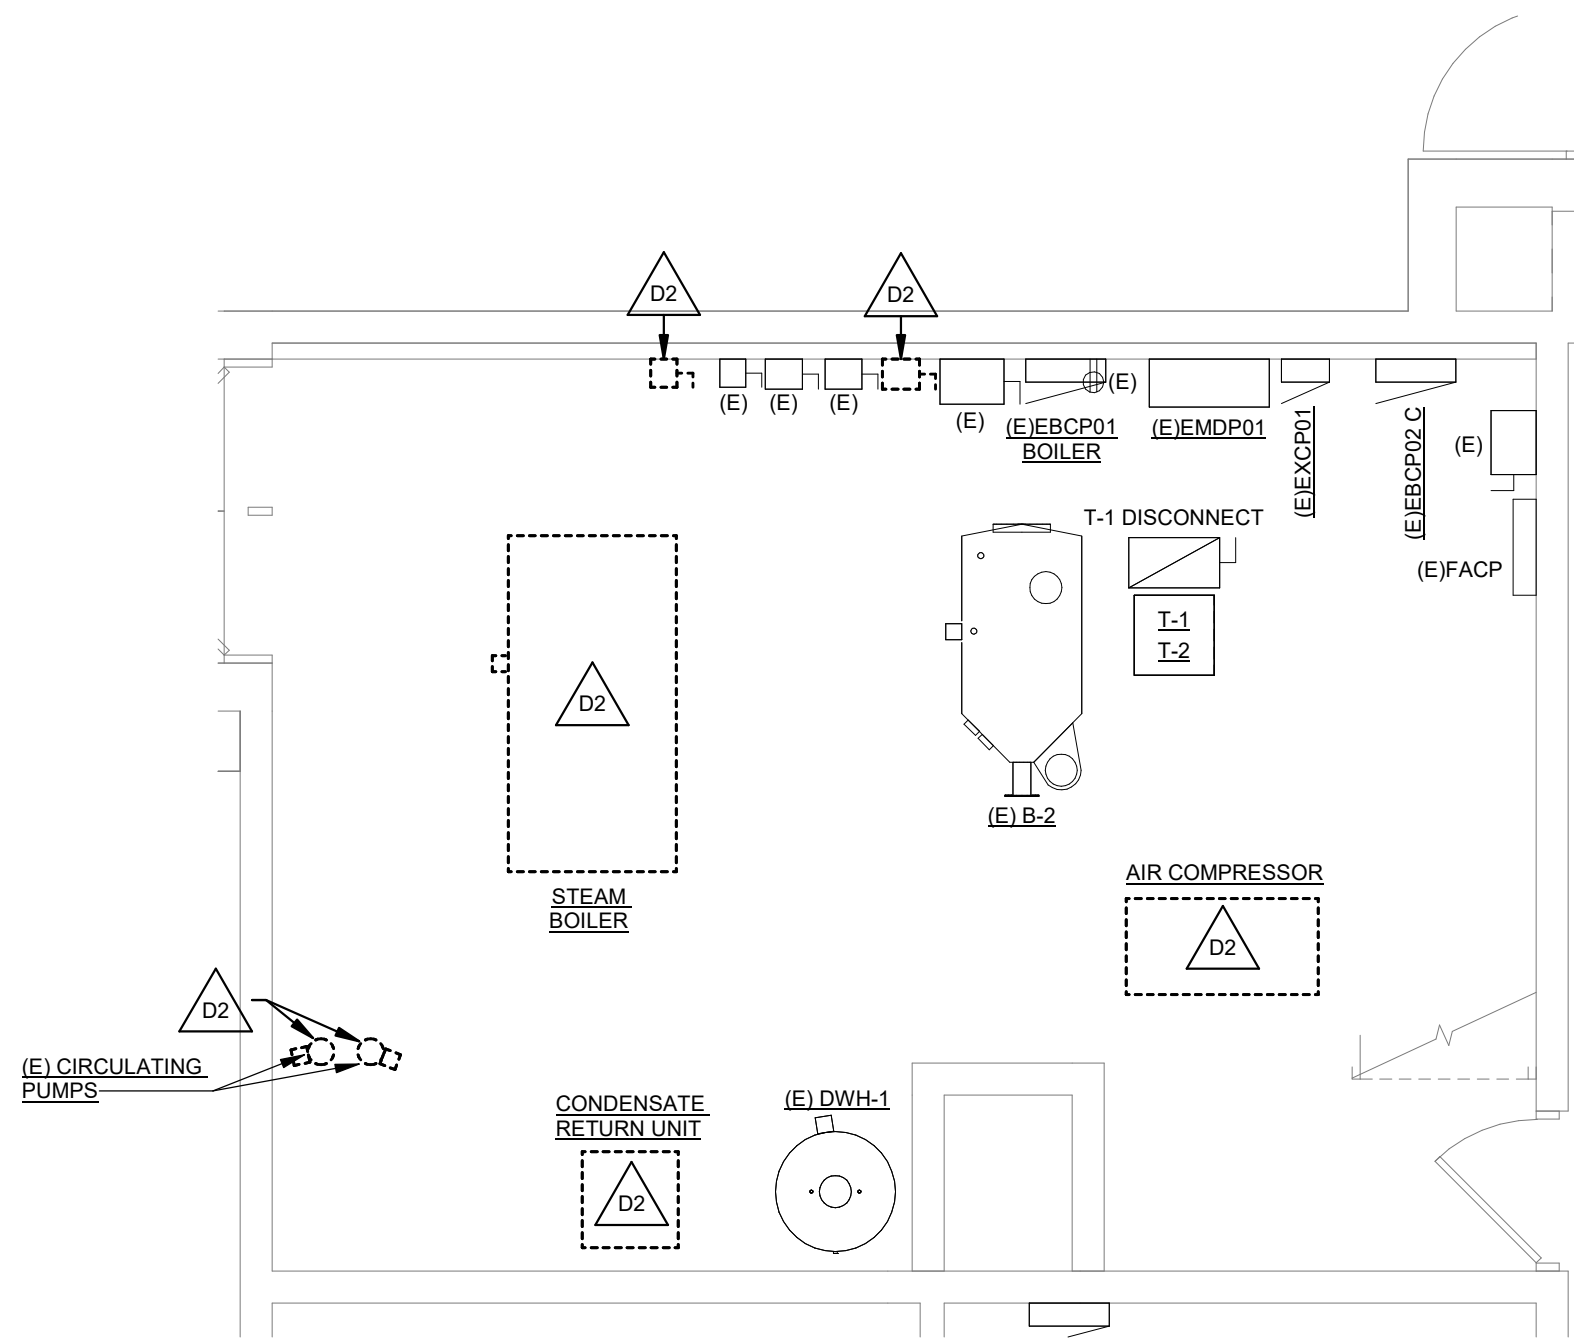 D2
D2
(E)
(E)
(E)
(E)
(E)
(E)EBCP01
BOILER
(E)EMDP01
(E)EXCP01
(E)EBCP02 C
(E)
T-1 DISCONNECT
(E)FACP
T-1
T-2
D2
(E) B-2
STEAM
BOILER
AIR COMPRESSOR
D2
D2
(E) CIRCULATING
PUMPS
CONDENSATE
RETURN UNIT
D2
(E) DWH-1